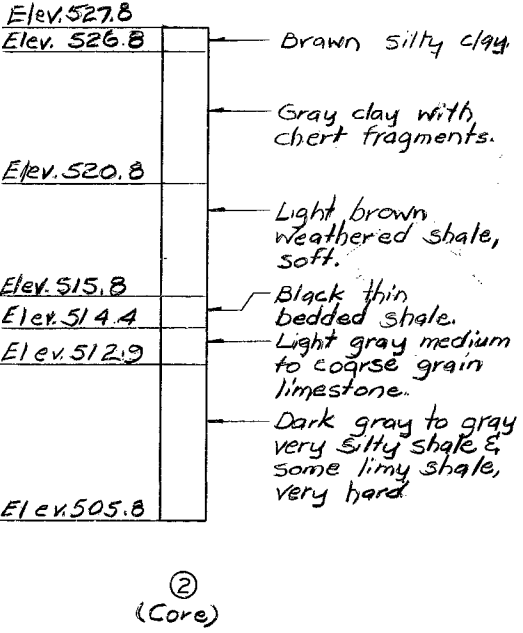 Elev. 527.8
Elev. 526.8
Brawn silty clay.
Gray clay with
chert fragments.
Elev. 520.8
Light brown
weathered shale,
soft.
Elev. 515.8
Black thin
bedded shale.
Elev. 514.4
Light gray medium
to coarse grain
limestone.
Elev. 512.9
Dark gray to gray
very silty shale &
some limy shale,
very hard
Elev. 505.8
2
(Core)